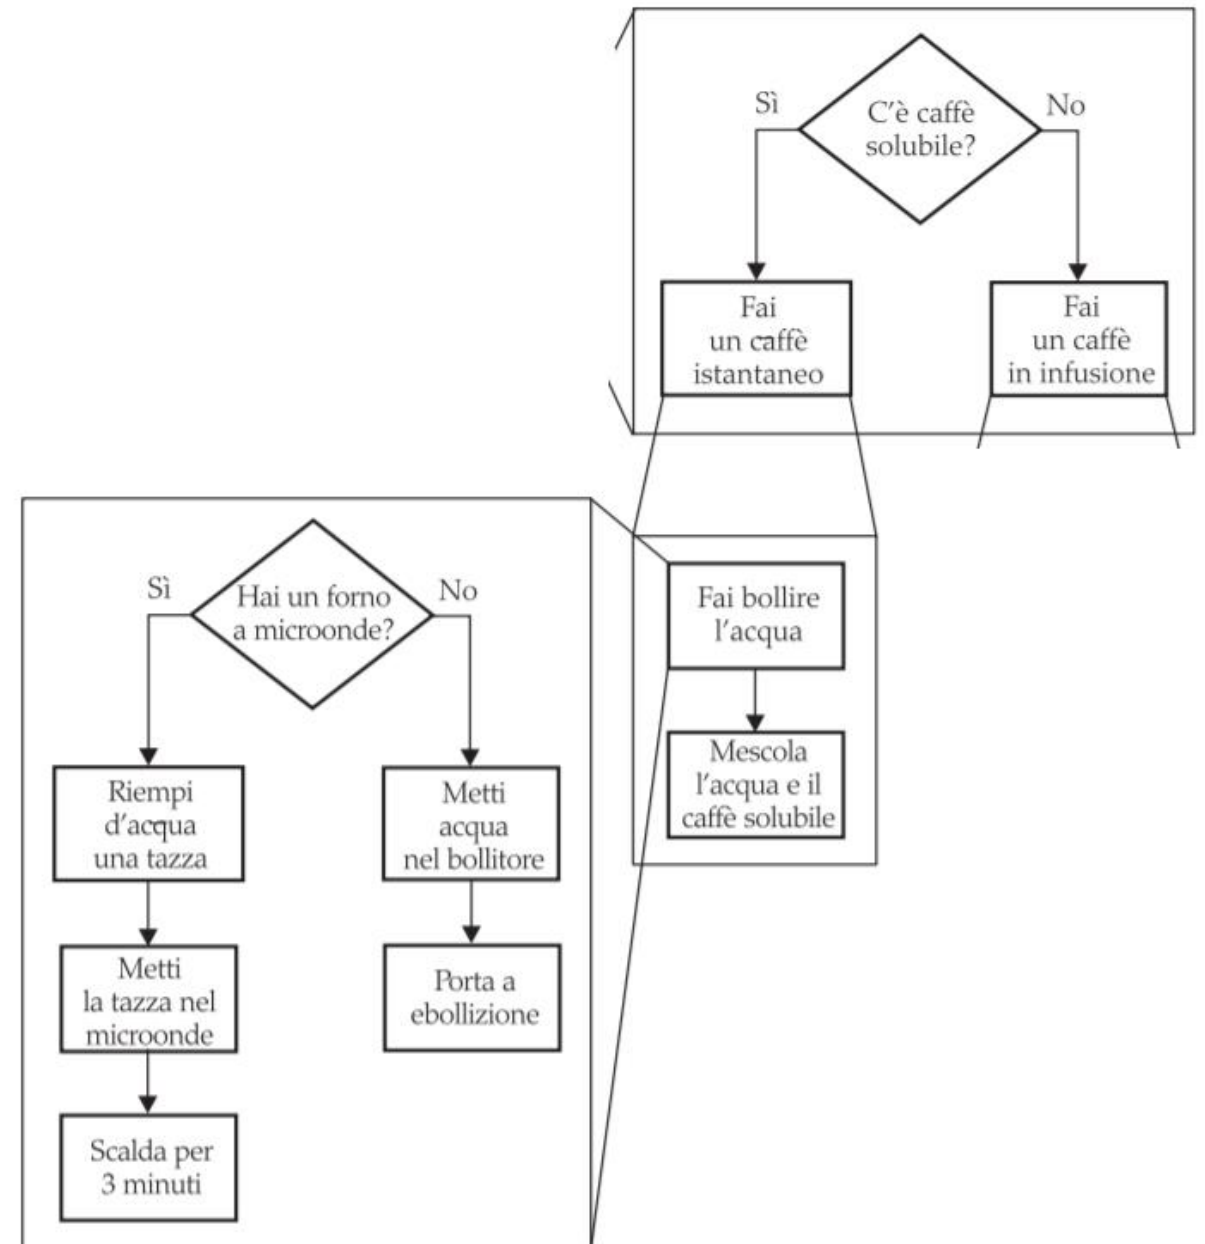 C'è caffè
solubile?
Sì
No
Fai
un caffè
istantaneo
Fai
un caffè
in infusione
Fai bollire
l'acqua
Mescola
l'acqua e il
caffè solubile
Hai un forno
a microonde?
Sì
No
Riempi
d'acqua
una tazza
Metti
la tazza nel
microonde
Scalda per
3 minuti
Metti
acqua
nel bollitore
Porta a
ebollizione